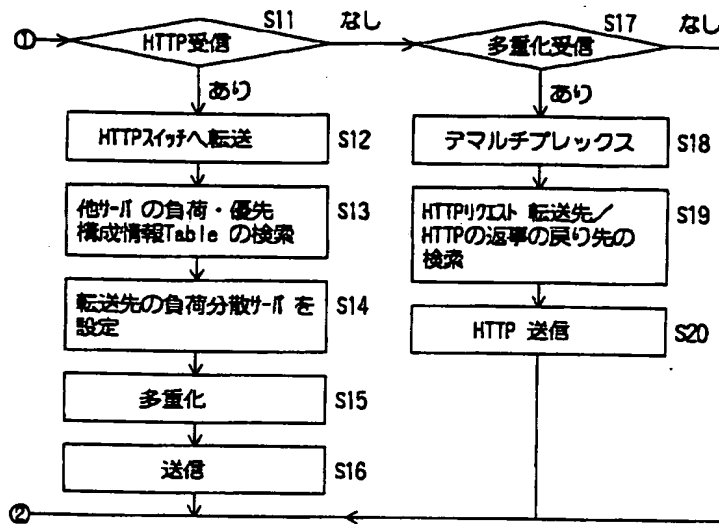 ① HTTP受信 S11 なし 多重化受信 S17 なし
あり あり
HTTPスイッチへ転送 S12
デマルチプレックス S18
他サーバ の負荷・優先
構成情報Table の検索 S13
HTTPリクエスト 転送先/
HTTPの返事の戻り先の
検索 S19
転送先の負荷分散サーバ を
設定 S14
HTTP 送信 S20
多重化 S15
送信 S16
②